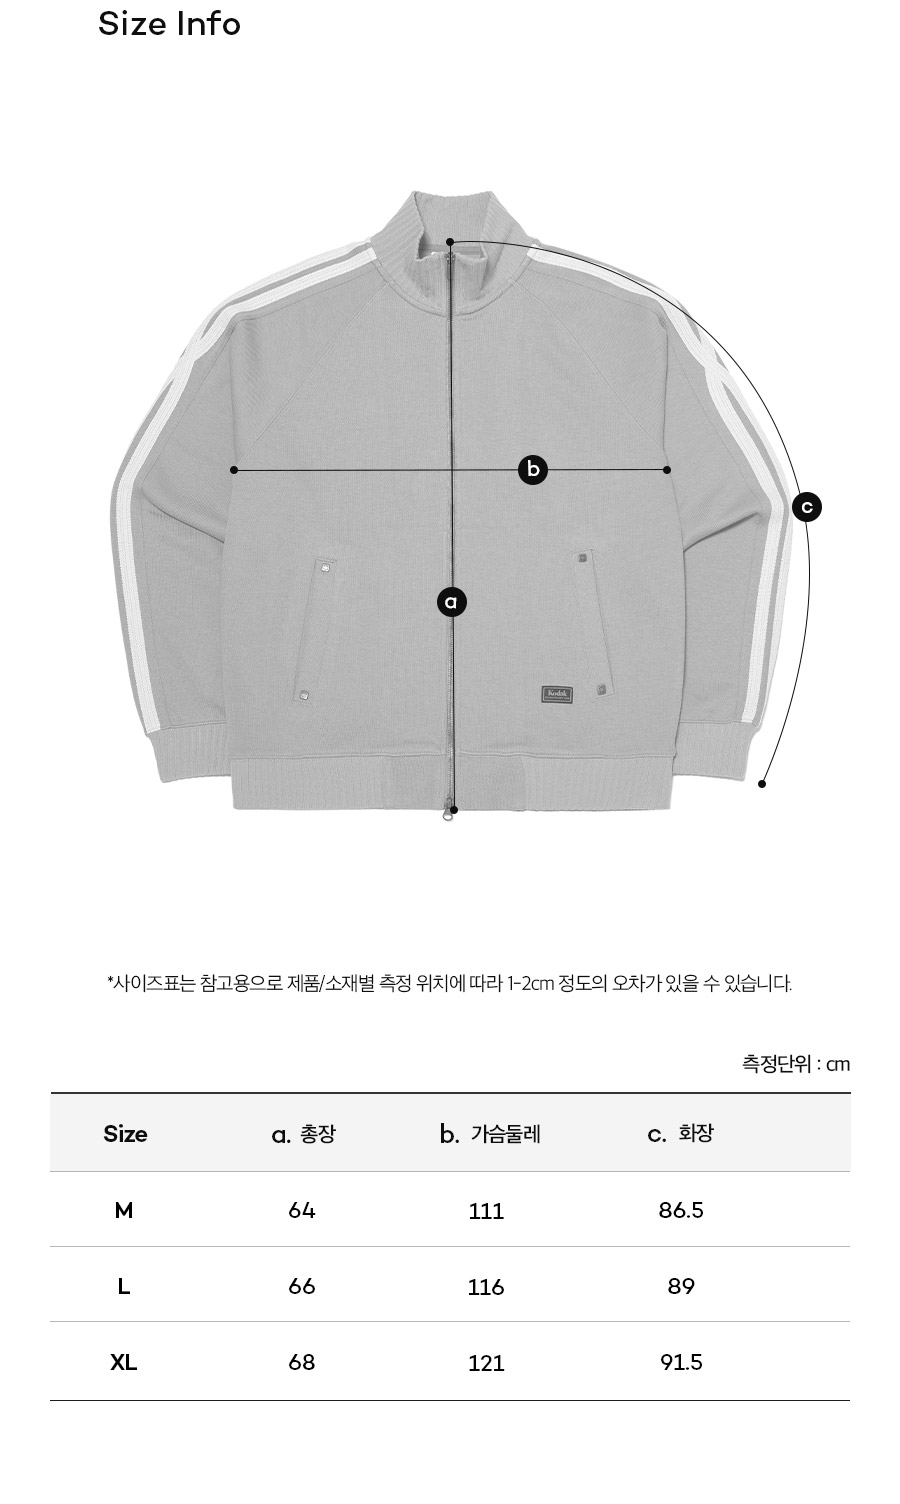 Size Info
b
c
a
Kodak
*사이즈표는 참고용으로 제품/소재별 측정 위치에 따라 1-2cm 정도의 오차가 있을 수 있습니다.
측정단위 : cm
Size a. 총장 b. 가슴둘레 c. 화장
M 64 111 86.5
L 66 116 89
XL 68 121 91.5